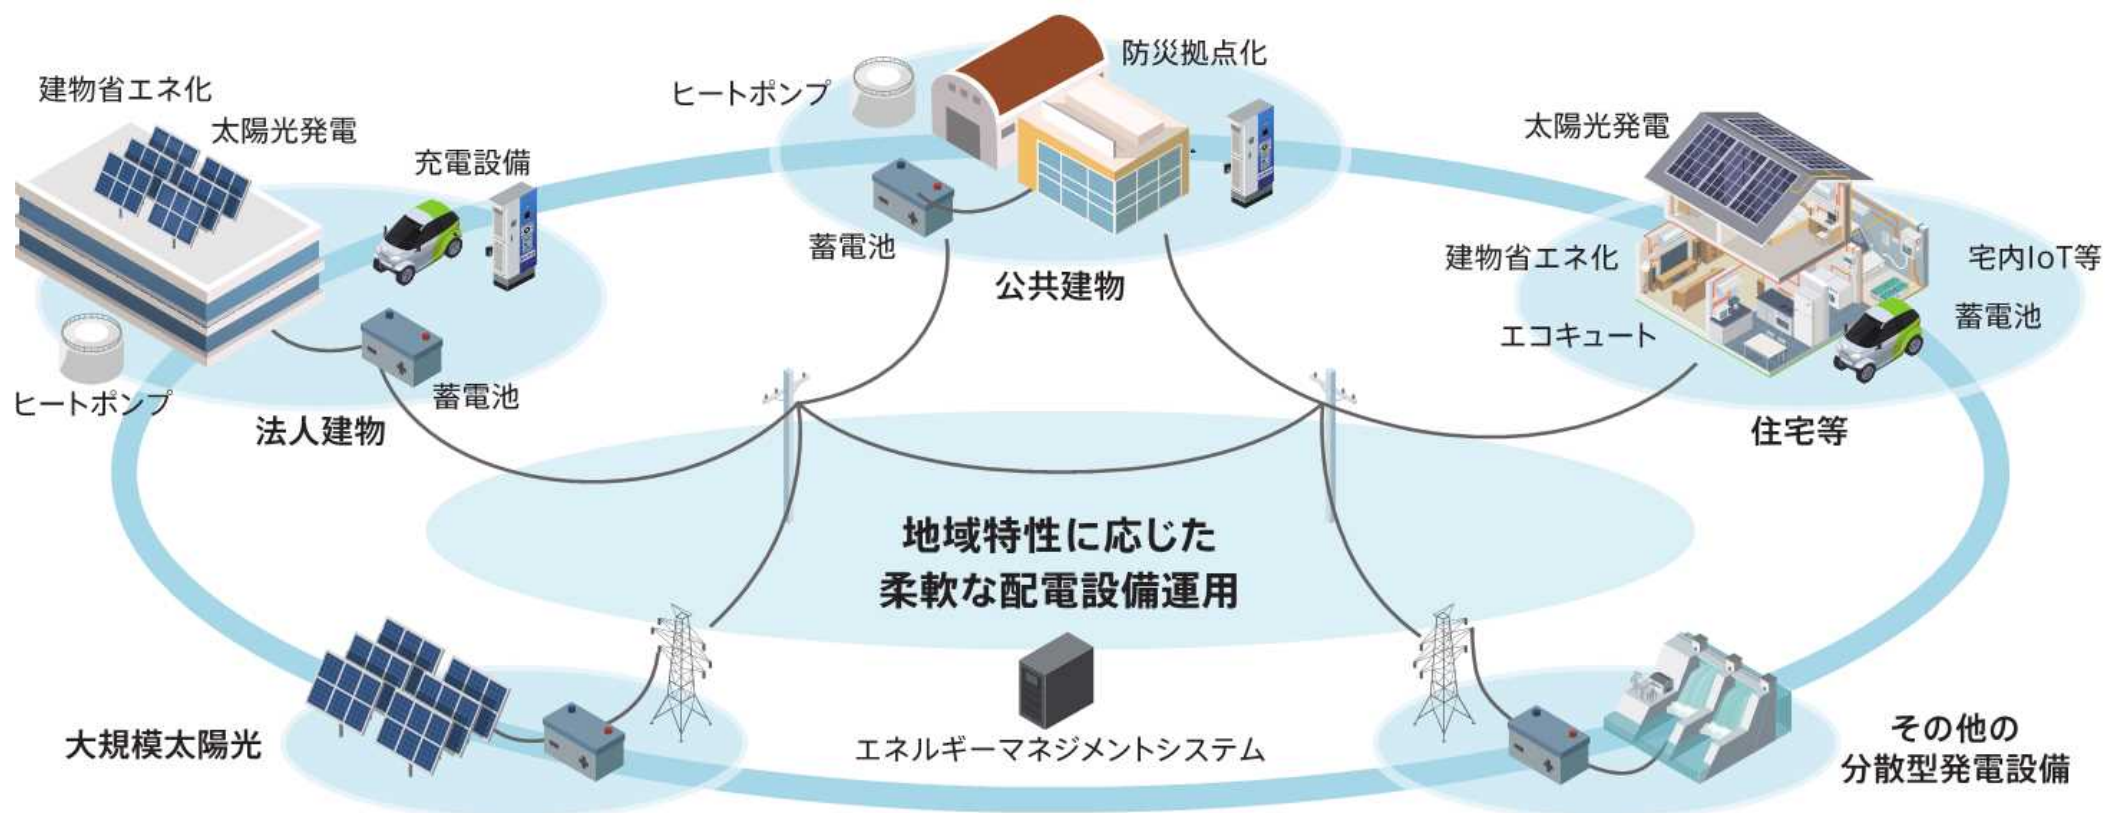 建物省エネ化
太陽光発電
充電設備
ヒートポンプ
蓄電池
法人建物
ヒートポンプ
防災拠点化
蓄電池
公共建物
太陽光発電
建物省エネ化
宅内IoT等
エコキュート
蓄電池
住宅等
地域特性に応じた
柔軟な配電設備運用
大規模太陽光
エネルギーマネジメントシステム
その他の
分散型発電設備